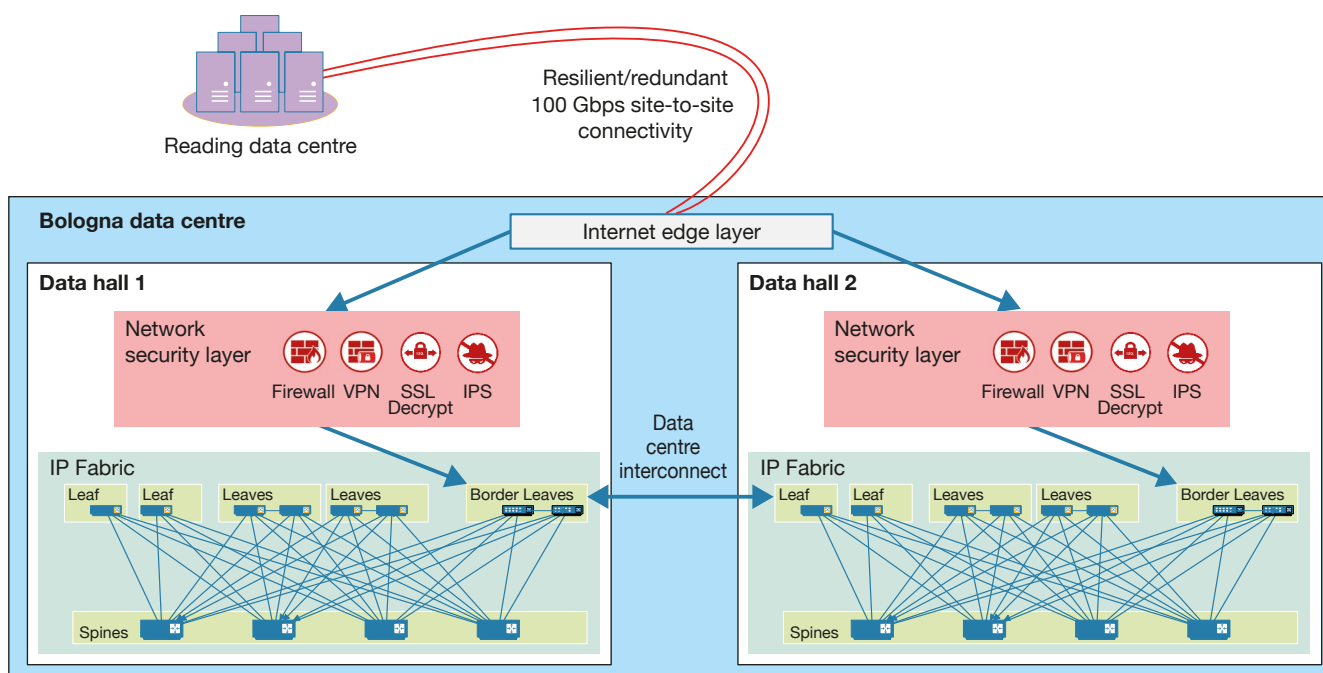 Reading data centre
Resilient/redundant
100 Gbps site-to-site
connectivity
Bologna data centre
Internet edge layer
Data hall 1
Network
security layer
Firewall VPN SSL IPS
Decrypt
IP Fabric
Leaf Leaf Leaves Leaves Border Leaves
Spines
Data
centre
interconnect
Data hall 2
Network
security layer
Firewall VPN SSL IPS
Decrypt
IP Fabric
Leaf Leaf Leaves Leaves Border Leaves
Spines